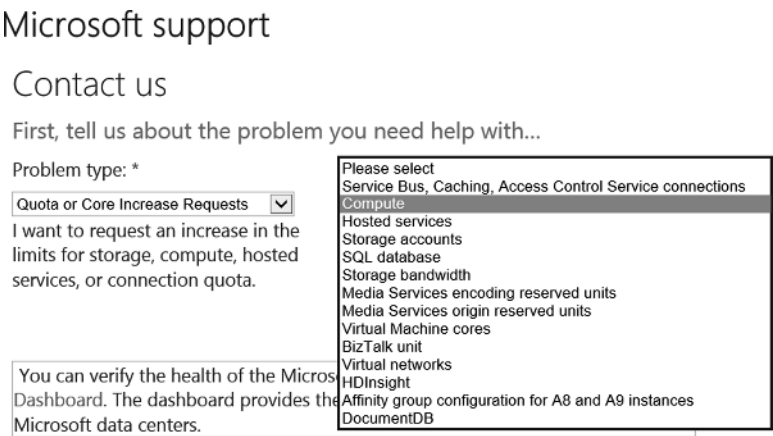 Microsoft support
Contact us
First, tell us about the problem you need help with...
Problem type: *
Quota or Core Increase Requests
I want to request an increase in the
limits for storage, compute, hosted
services, or connection quota.
Please select
Service Bus, Caching, Access Control Service connections
Compute
Hosted services
Storage accounts
SQL database
Storage bandwidth
Media Services encoding reserved units
Media Services origin reserved units
Virtual Machine cores
BizTalk unit
Virtual networks
HDInsight
Affinity group configuration for A8 and A9 instances
DocumentDB
You can verify the health of the Micros
Dashboard. The dashboard provides the
Microsoft data centers.